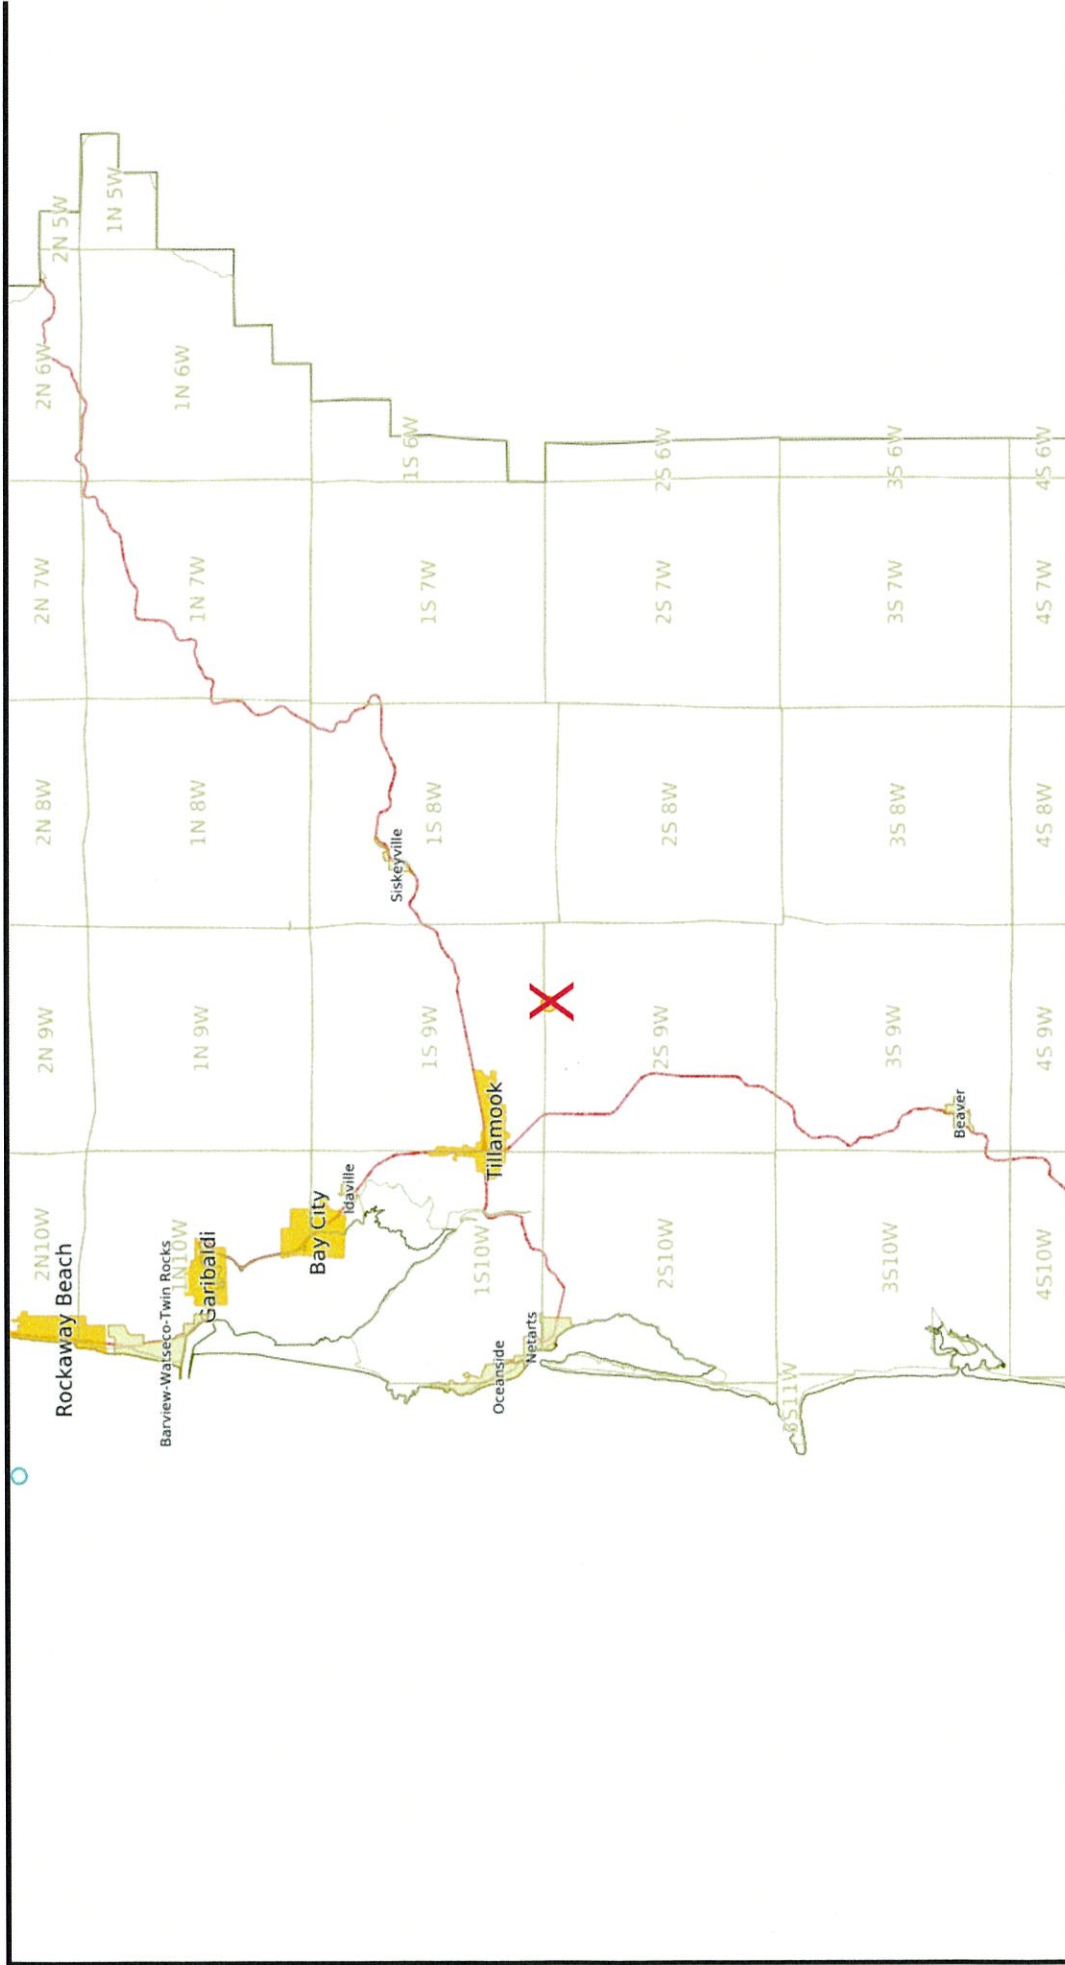 2N 5W
1N 5W
2N 6W
1N 6W
1S 6W
2S 6W
3S 6W
4S 6W
2N 7W
1N 7W
1S 7W
2S 7W
3S 7W
4S 7W
2N 8W
1N 8W
1S 8W
2S 8W
3S 8W
4S 8W
Siskeyville
2N 9W
1N 9W
1S 9W
2S 9W
3S 9W
4S 9W
X
Tillamook
Beaver
Idaville
Bay City
2N10W
1N10W
1S10W
2S10W
3S10W
4S10W
Garibaldi
Rockaway Beach
Barview-Watseco-Twin Rocks
Netarts
Oceanside
3S11W